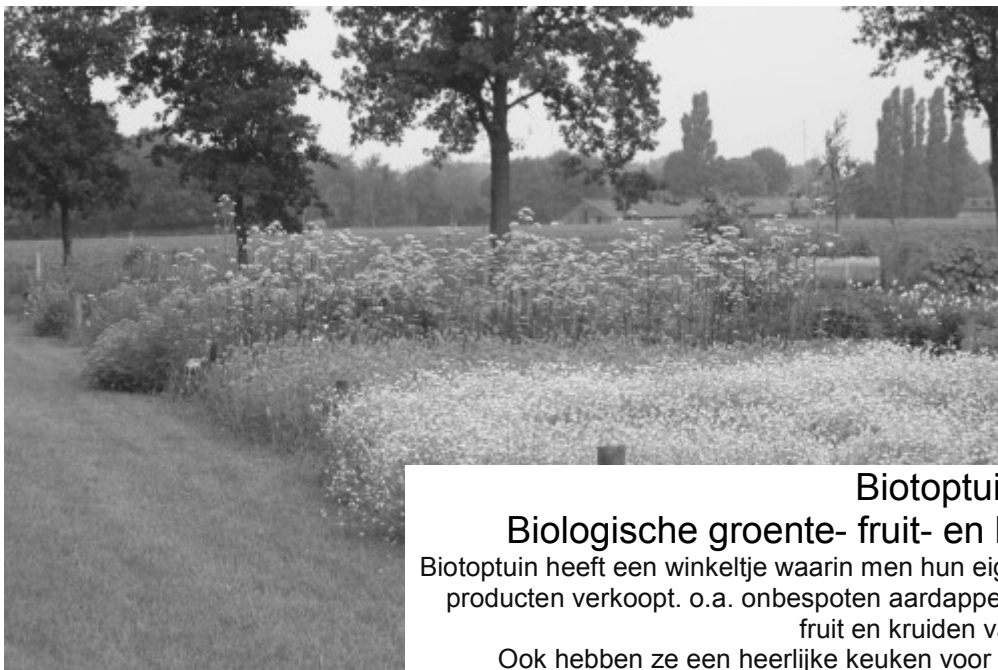 Biotoptui
Biologische groente- fruit- en
Biotoptuin heeft een winkeltje waarin men hun eig
producten verkoopt. o.a. onbespoten aardappe
fruit en kruiden v
Ook hebben ze een heerlijke keuken voor